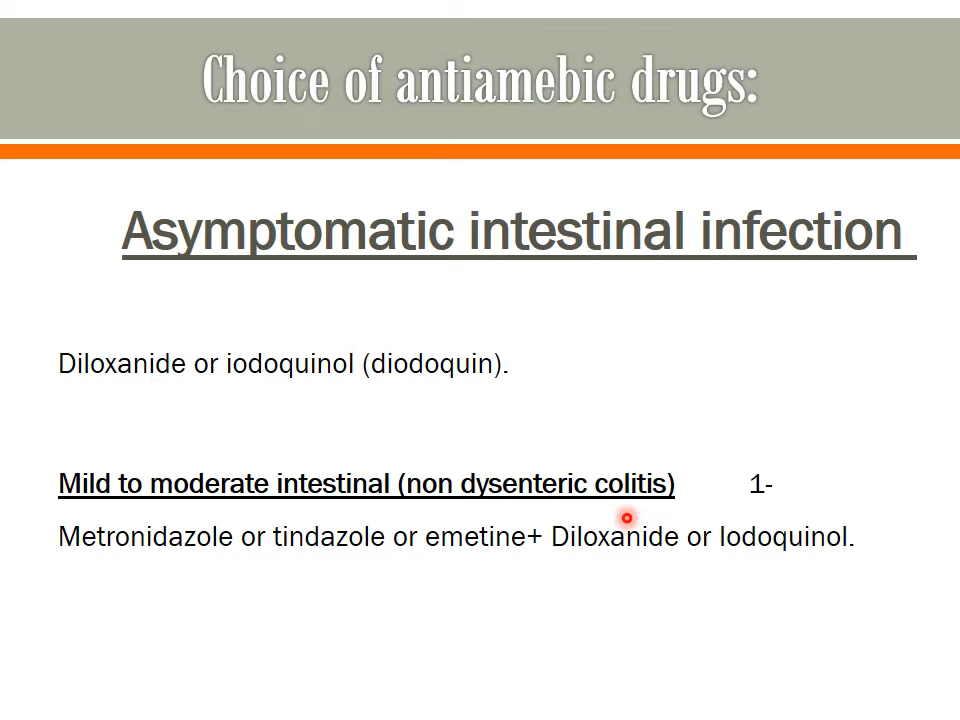 Choice of antiamebic drugs:
Asymptomatic intestinal infection
Diloxanide or iodoquinol (diodoquin).
Mild to moderate intestinal (non dysenteric colitis) 1-
Metronidazole or tindazole or emetine+ Diloxanide or Iodoquinol.